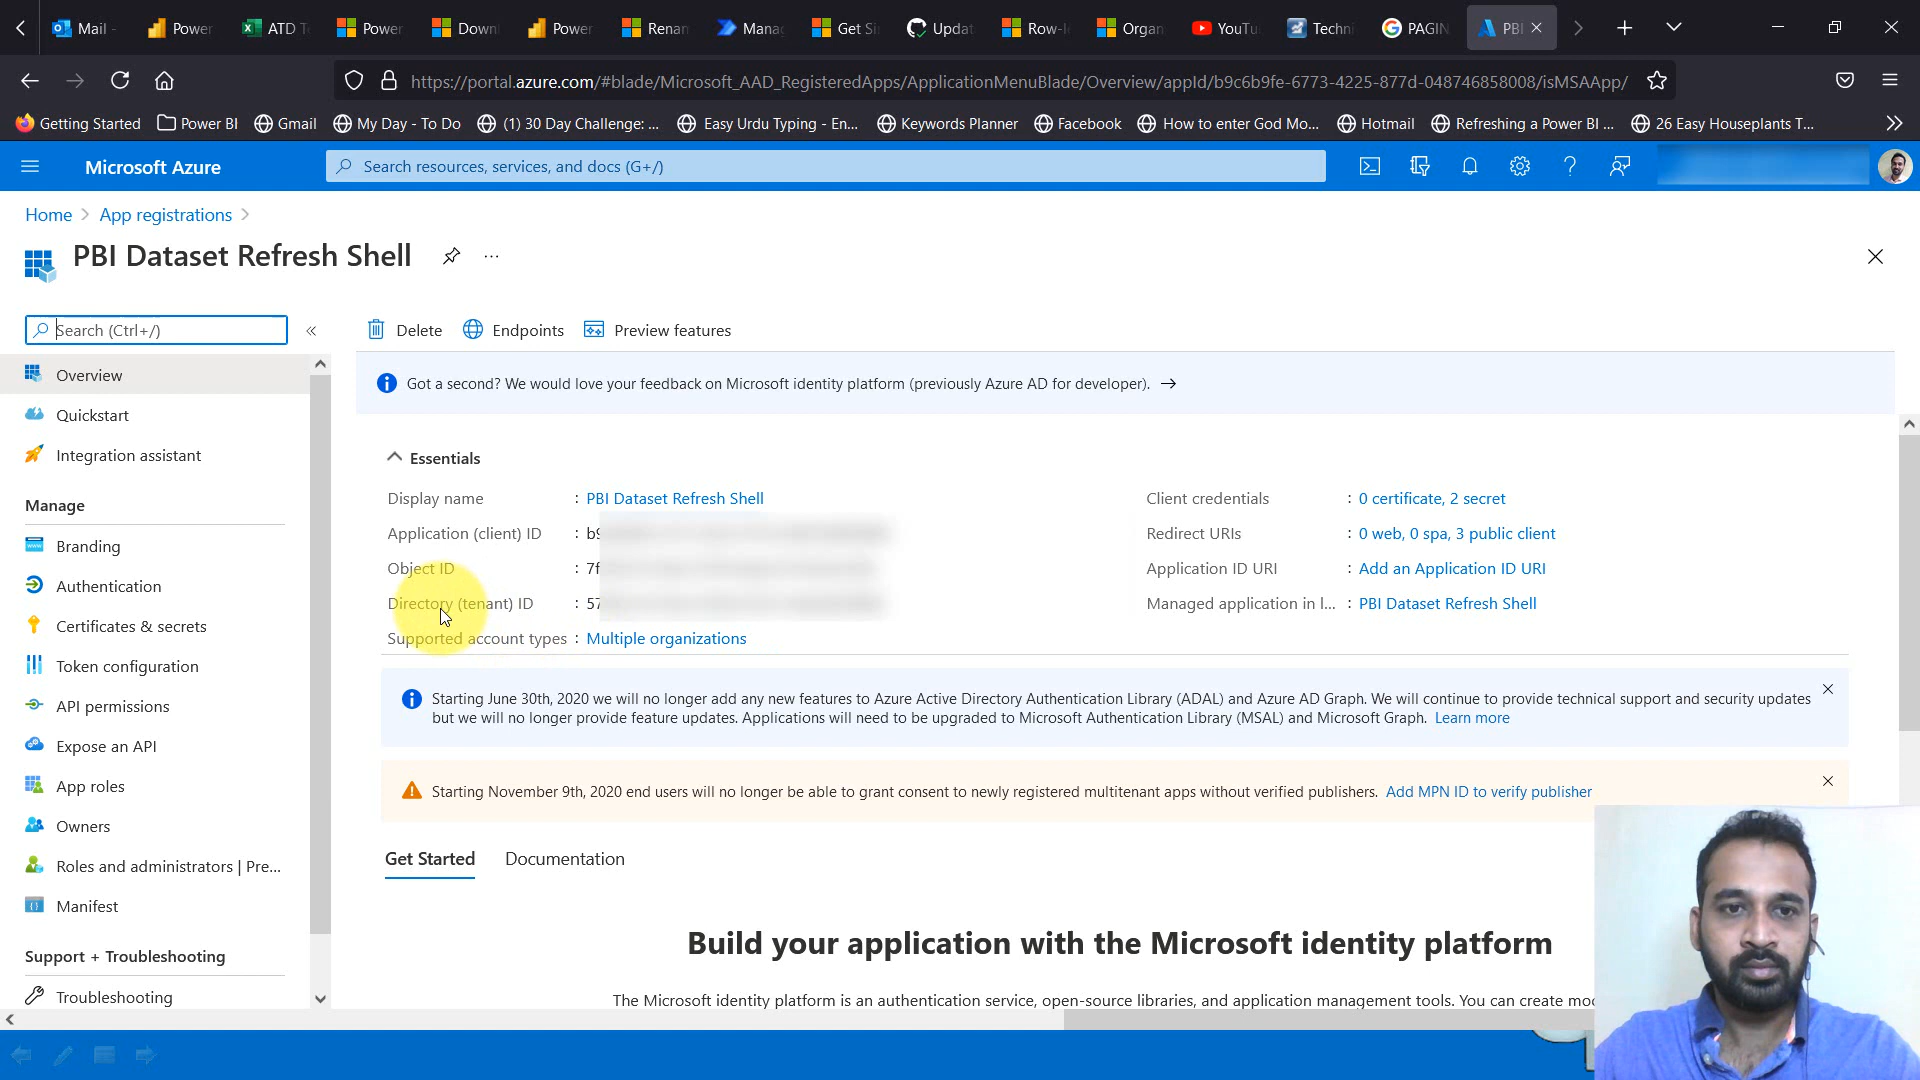 Mail -
Power
ATD T
Power
Down
Power
Renan
Mana
Get Si
Updat
Row-l
Organ
YouTu
Techni
PAGIN
PBI
https://portal.azure.com/#blade/Microsoft_AAD_RegisteredApps/ApplicationMenuBlade/Overview/appId/b9c6b9fe-6773-4225-877d-048746858008/isMSAApp/
Getting Started
Power BI
Gmail
My Day - To Do
(1) 30 Day Challenge: ...
Easy Urdu Typing - En...
Keywords Planner
Facebook
How to enter God Mo...
Hotmail
Refreshing a Power BI ...
26 Easy Houseplants T...
Microsoft Azure
Search resources, services, and docs (G+/)
Home > App registrations >
PBI Dataset Refresh Shell
Search (Ctrl+/)
Delete
Endpoints
Preview features
Got a second? We would love your feedback on Microsoft identity platform (previously Azure AD for developer). →
Overview
Quickstart
Integration assistant
Manage
Branding
Authentication
Certificates & secrets
Token configuration
API permissions
Expose an API
App roles
Owners
Roles and administrators | Pre...
Manifest
Support + Troubleshooting
Troubleshooting
Essentials
Display name : PBI Dataset Refresh Shell
Application (client) ID : b9
Object ID : 7f
Directory (tenant) ID : 57
Supported account types : Multiple organizations
Client credentials : 0 certificate, 2 secret
Redirect URIs : 0 web, 0 spa, 3 public client
Application ID URI : Add an Application ID URI
Managed application in l... : PBI Dataset Refresh Shell
Starting June 30th, 2020 we will no longer add any new features to Azure Active Directory Authentication Library (ADAL) and Azure AD Graph. We will continue to provide technical support and security updates
but we will no longer provide feature updates. Applications will need to be upgraded to Microsoft Authentication Library (MSAL) and Microsoft Graph. Learn more
Starting November 9th, 2020 end users will no longer be able to grant consent to newly registered multitenant apps without verified publishers. Add MPN ID to verify publisher
Get Started
Documentation
Build your application with the Microsoft identity platform
The Microsoft identity platform is an authentication service, open-source libraries, and application management tools. You can create mo